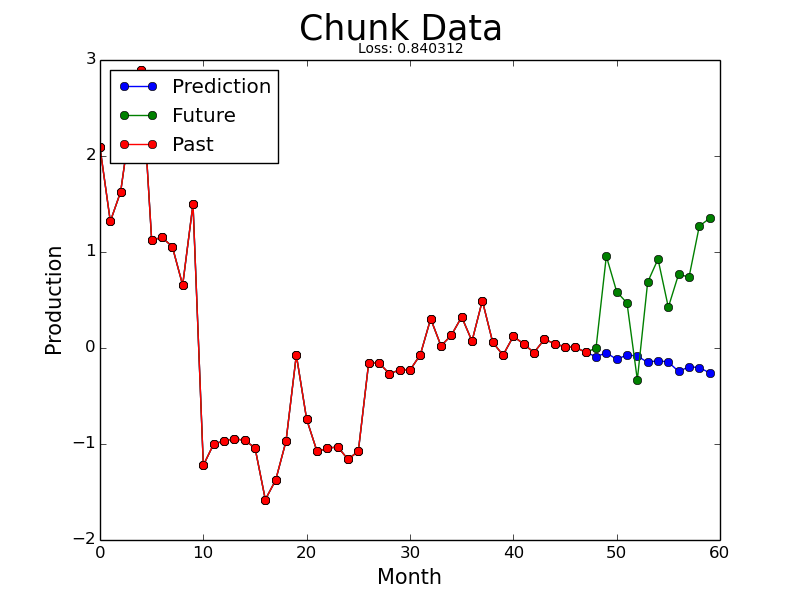 Chunk Data
Loss: 0.840312
Prediction
Future
Past
3
2
1
0
−1
−2
Production
0 10 20 30 40 50 60
Month